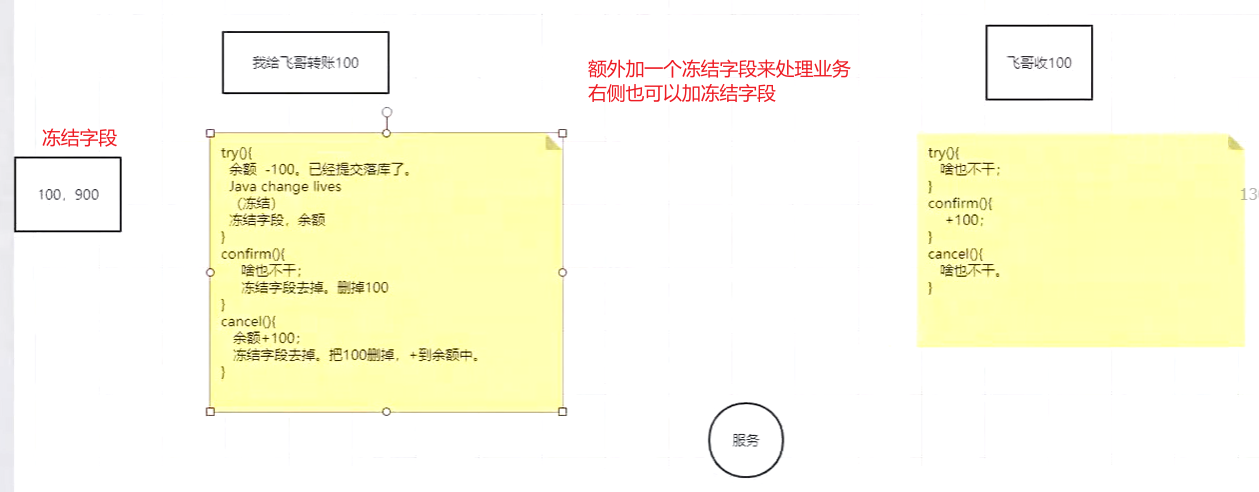 我给飞哥转账100
额外加一个冻结字段来处理业务
右侧也可以加冻结字段
飞哥收100
冻结字段
100，900
try(){
余额 -100。已经提交落库了。
Java change lives
（冻结）
冻结字段，余额
}
confirm(){
啥也不干；
冻结字段去掉。删掉100
}
cancel(){
余额+100；
冻结字段去掉。把100删掉，+到余额中。
}
try(){
啥也不干；
}
confirm(){
+100；
}
cancel(){
啥也不干。
}
服务